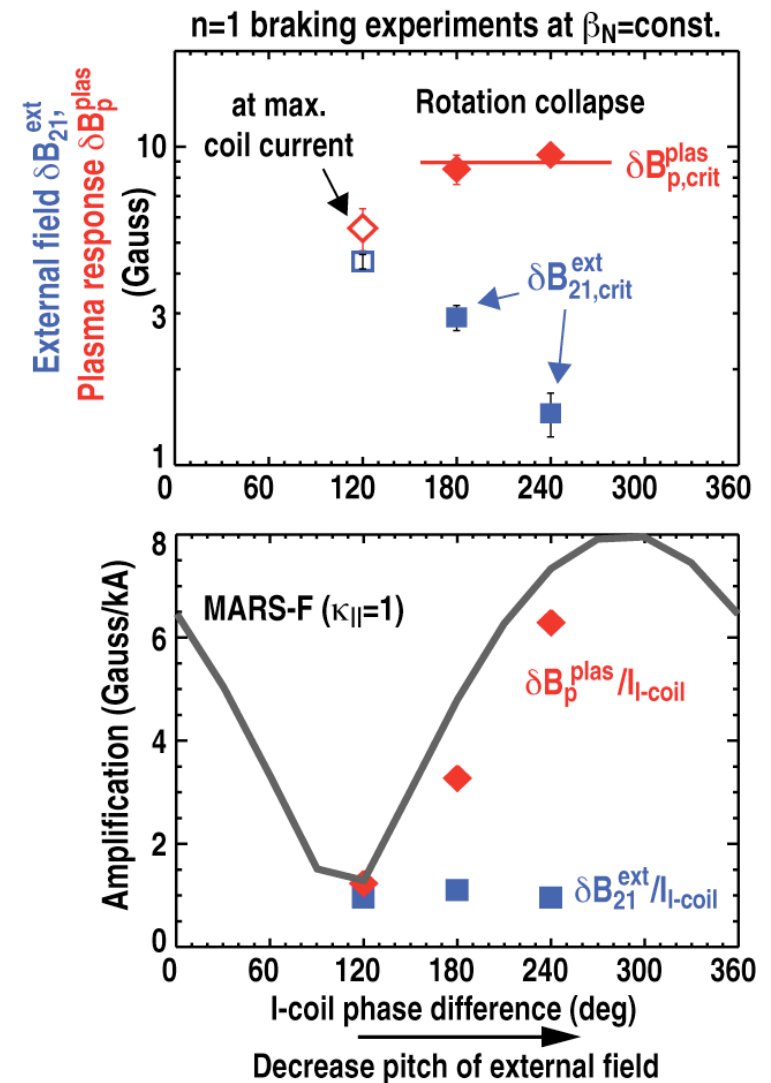 n=1 braking experiments at βN=const.
External field δB21^ext,
Plasma response δBp^plas
(Gauss)
10
3
1
at max.
coil current
Rotation collapse
δBp,crit^plas
δB21,crit^ext
0 60 120 180 240 300 360
Amplification (Gauss/kA)
8
6
4
2
0
MARS-F (κ||=1)
δBp^plas/II-coil
δB21^ext/II-coil
0 60 120 180 240 300 360
I-coil phase difference (deg)
Decrease pitch of external field